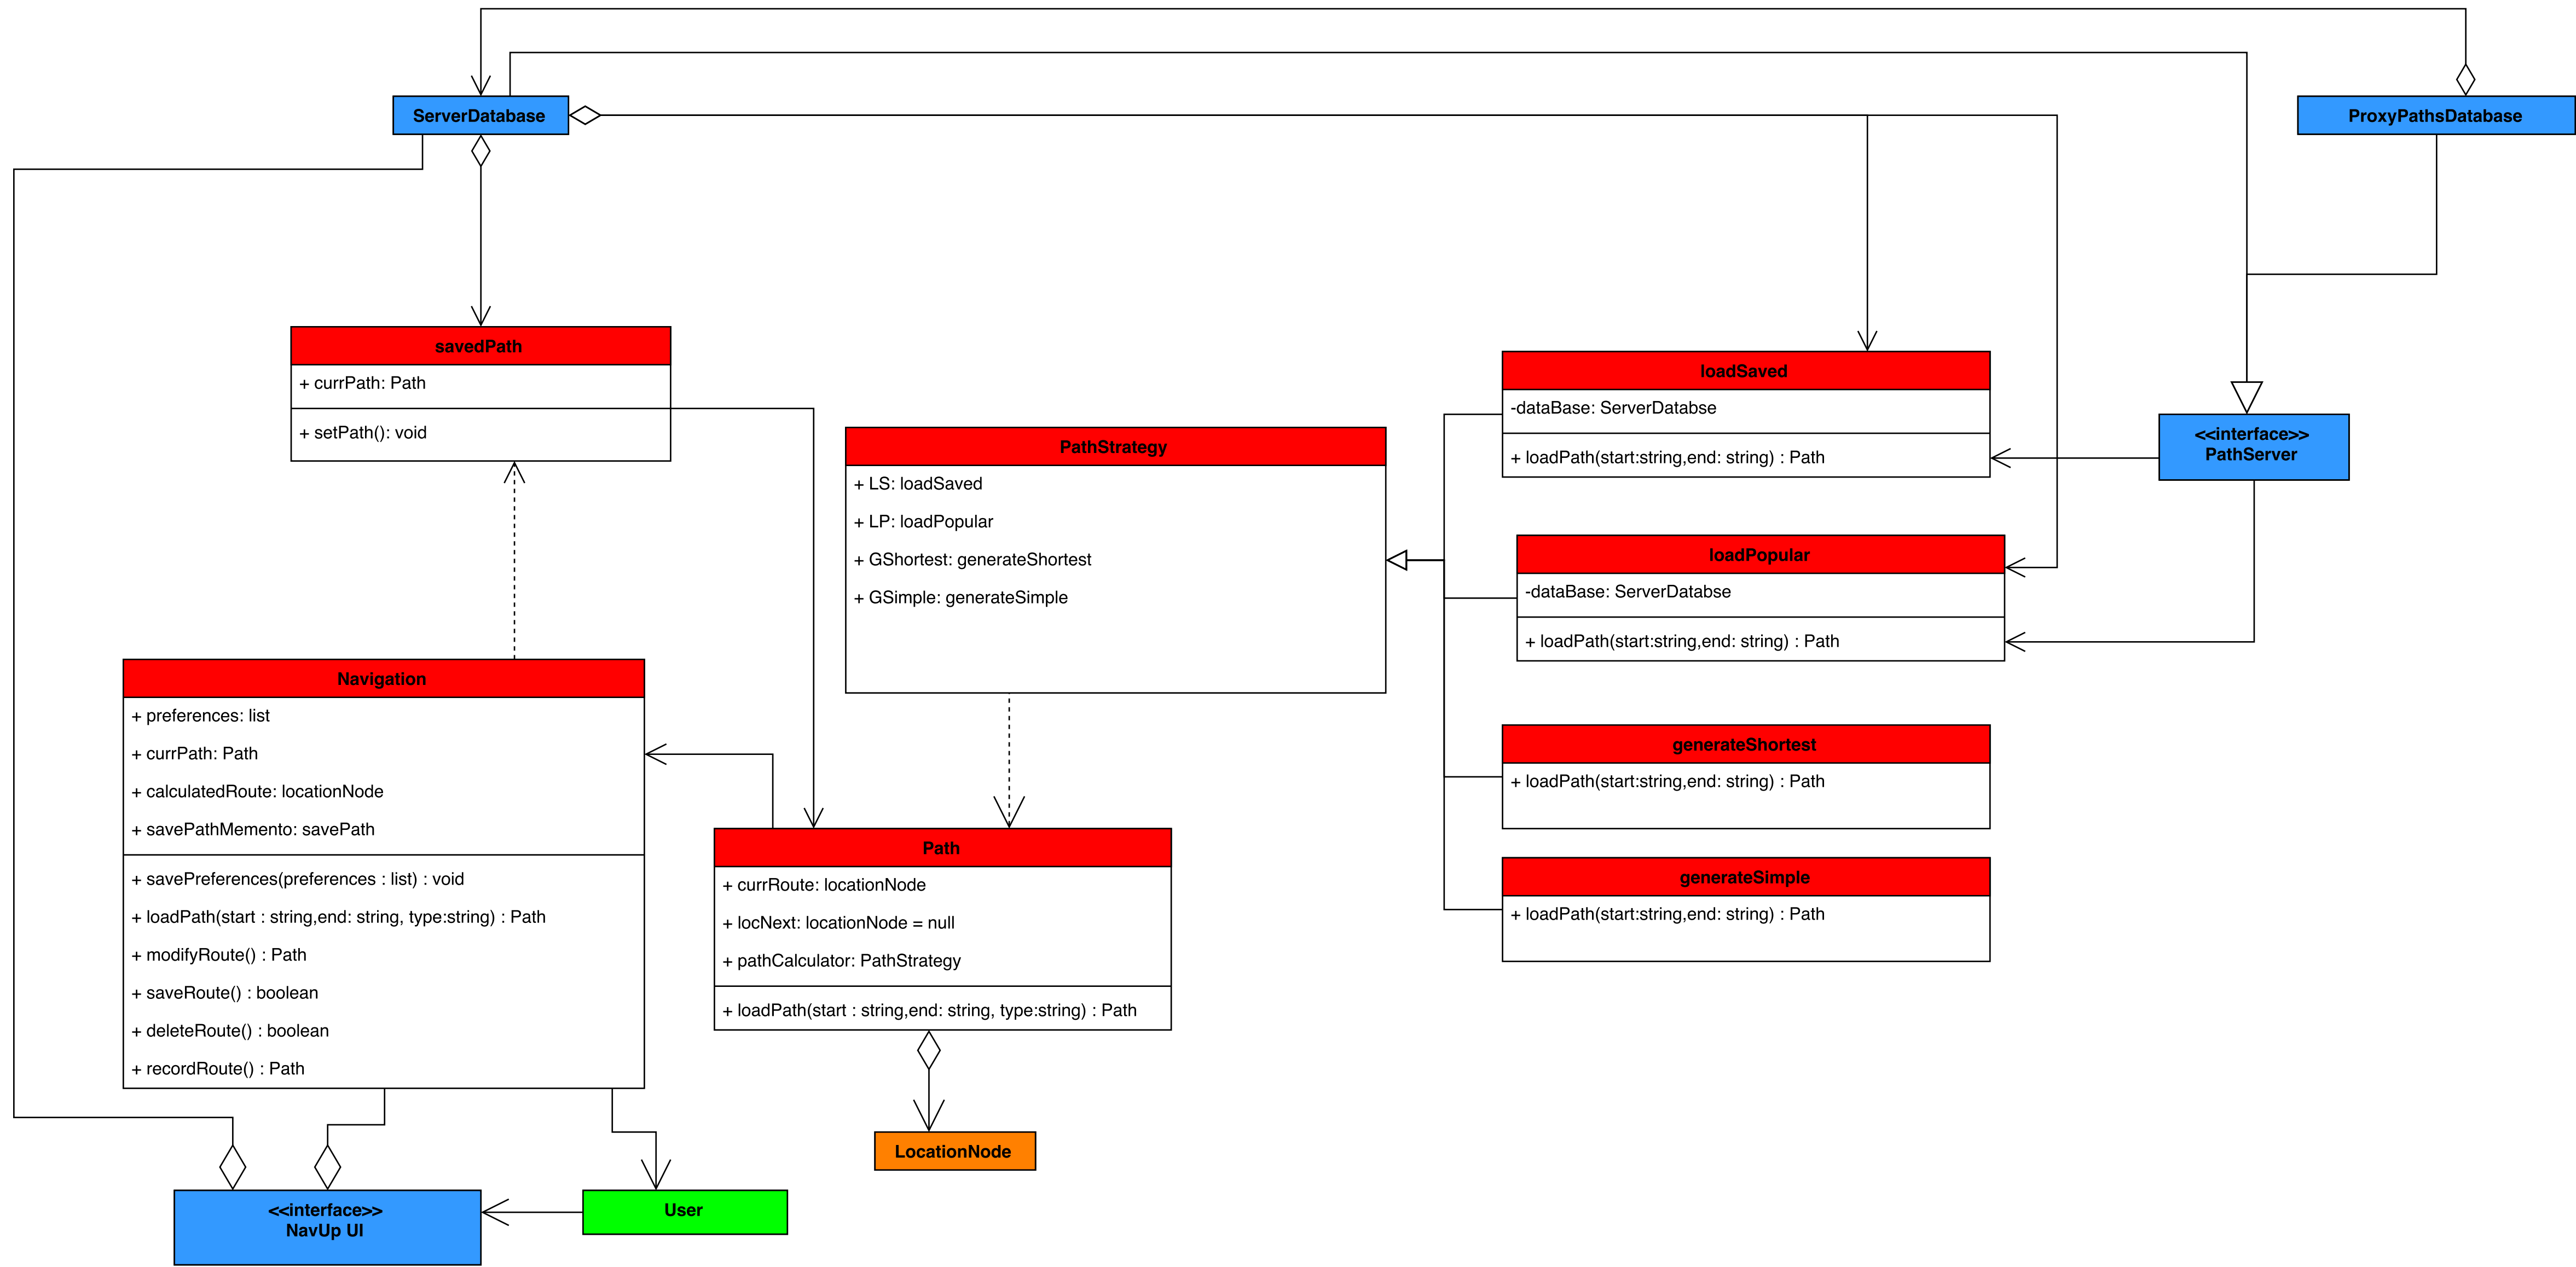 ServerDatabase
ProxyPathsDatabase
savedPath
+ currPath: Path
+ setPath(): void
PathStrategy
+ LS: loadSaved
+ LP: loadPopular
+ GShortest: generateShortest
+ GSimple: generateSimple
loadSaved
-dataBase: ServerDatabse
+ loadPath(start:string,end: string) : Path
<<interface>>
PathServer
loadPopular
-dataBase: ServerDatabse
+ loadPath(start:string,end: string) : Path
generateShortest
+ loadPath(start:string,end: string) : Path
generateSimple
+ loadPath(start:string,end: string) : Path
Navigation
+ preferences: list
+ currPath: Path
+ calculatedRoute: locationNode
+ savePathMemento: savePath
+ savePreferences(preferences : list) : void
+ loadPath(start : string,end: string, type:string) : Path
+ modifyRoute() : Path
+ saveRoute() : boolean
+ deleteRoute() : boolean
+ recordRoute() : Path
Path
+ currRoute: locationNode
+ locNext: locationNode = null
+ pathCalculator: PathStrategy
+ loadPath(start : string,end: string, type:string) : Path
LocationNode
<<interface>>
NavUp UI
User